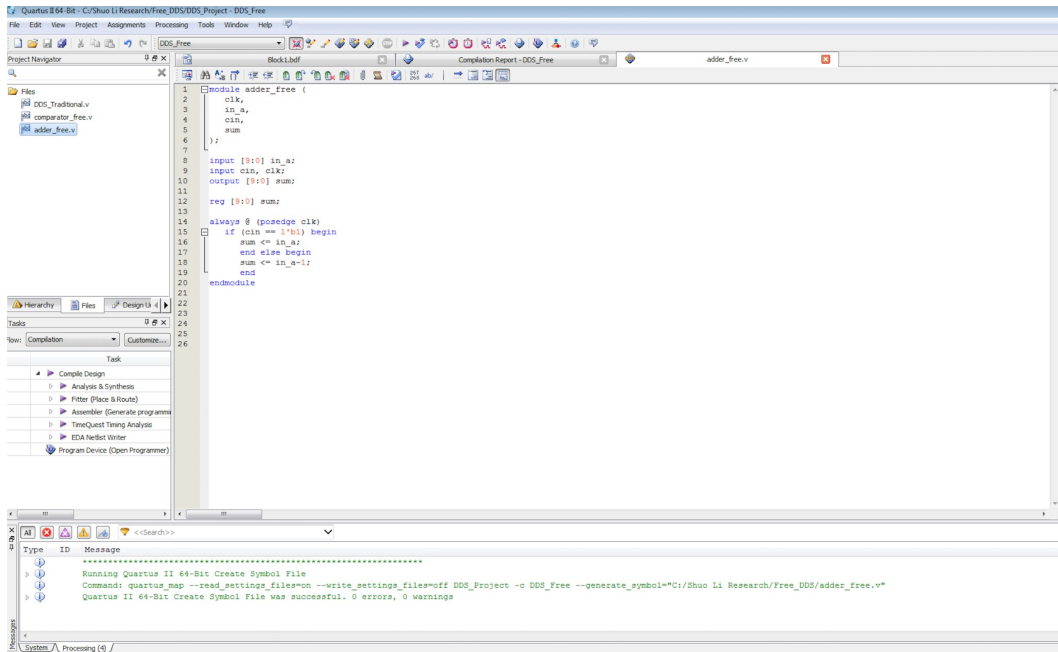 Quartus II 64-Bit - C:/Shuo Li Research/Free_DDS/DDS_Project - DDS_Free
File Edit View Project Assignments Processing Tools Window Help
DDS_Free
Project Navigator
Files
DDS_Traditional.v
comparator_free.v
adder_free.v
Hierarchy Files Design Ui
Tasks
Flow: Compilation Customize...
Task
Compile Design
Analysis & Synthesis
Fitter (Place & Route)
Assembler (Generate programmi
TimeQuest Timing Analysis
EDA Netlist Writer
Program Device (Open Programmer)
Block1.bdf Compilation Report - DDS_Free adder_free.v
1 module adder_free (
2 clk,
3 in_a,
4 cin,
5 sum
6 );
7
8 input [9:0] in_a;
9 input cin, clk;
10 output [9:0] sum;
11
12 reg [9:0] sum;
13
14 always @ (posedge clk)
15 if (cin == 1'b1) begin
16 sum <= in_a;
17 end else begin
18 sum <= in_a-1;
19 end
20 endmodule
21
22
23
24
25
26
All <<Search>>
Type ID Message
********************************************************************
Running Quartus II 64-Bit Create Symbol File
Command: quartus_map --read_settings_files=on --write_settings_files=off DDS_Project -c DDS_Free --generate_symbol="C:/Shuo Li Research/Free_DDS/adder_free.v"
Quartus II 64-Bit Create Symbol File was successful. 0 errors, 0 warnings
Messages
System Processing (4)